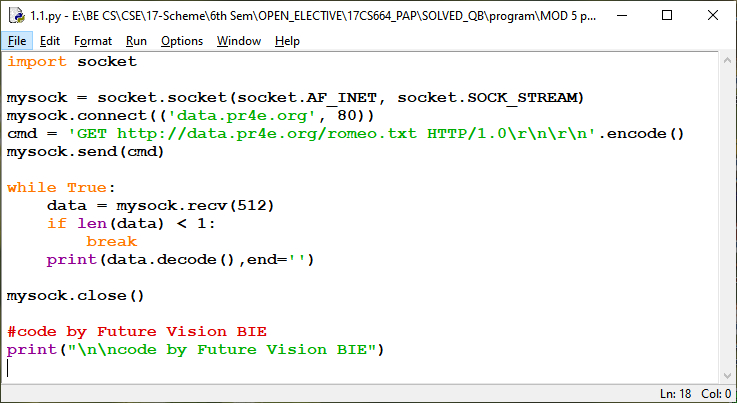 1.1.py - E:\BE CS\CSE\17-Scheme\6th Sem\OPEN_ELECTIVE\17CS664_PAP\SOLVED_QB\program\MOD 5 p...
File Edit Format Run Options Window Help
import socket

mysock = socket.socket(socket.AF_INET, socket.SOCK_STREAM)
mysock.connect(('data.pr4e.org', 80))
cmd = 'GET http://data.pr4e.org/romeo.txt HTTP/1.0\r\n\r\n'.encode()
mysock.send(cmd)

while True:
    data = mysock.recv(512)
    if len(data) < 1:
        break
    print(data.decode(),end='')

mysock.close()

#code by Future Vision BIE
print("\n\ncode by Future Vision BIE")
Ln: 18 Col: 0